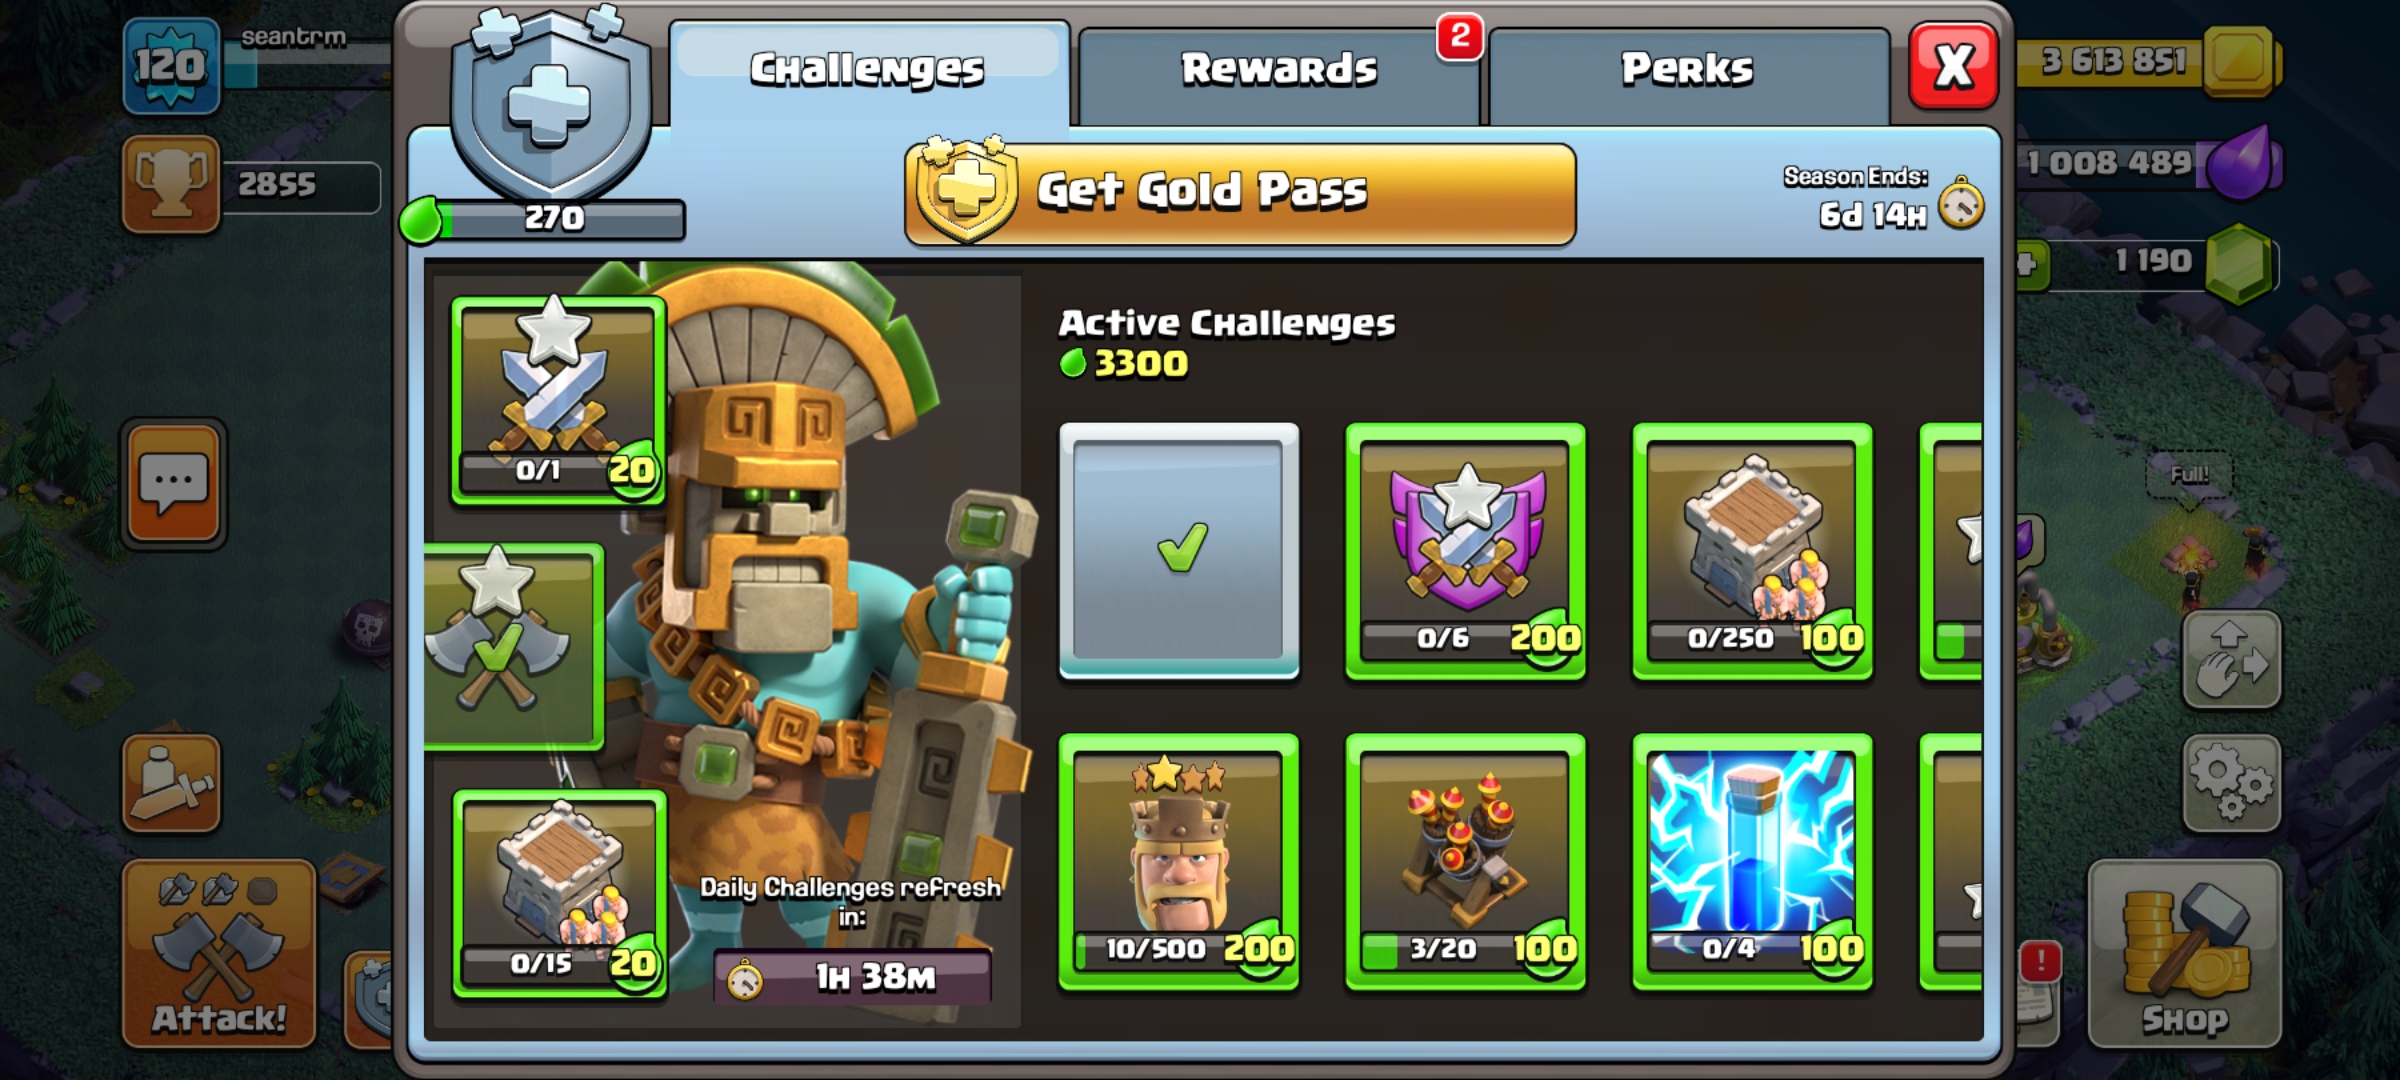 120
seantrm
2855
Challenges
Rewards
2
Perks
X
3 613 851
1 008 489
1 190
270
Get Gold Pass
Season Ends:
6d 14h
Active Challenges
3300
0/1
20
0/15
20
Daily Challenges refresh
in:
1h 38m
0/6
200
0/250
100
10/500
200
3/20
100
0/4
100
Full!
Attack!
!
Shop